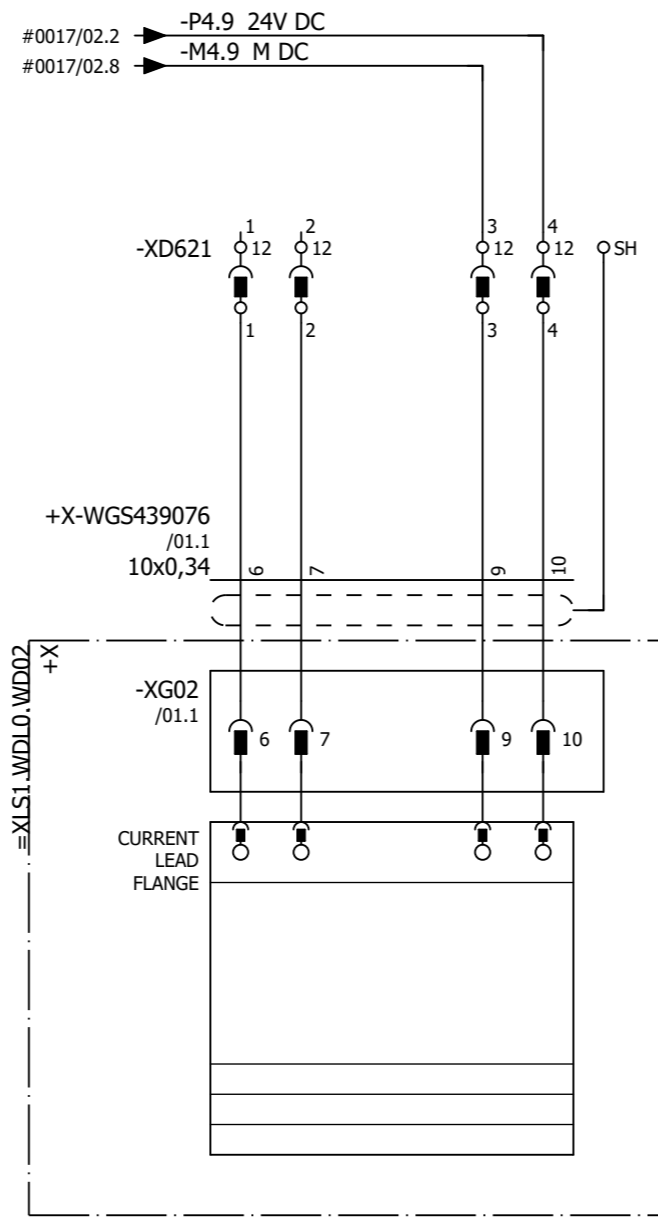 -P4.9 24V DC
#0017/02.2
-M4.9 M DC
#0017/02.8
1 2 3 4
-XD621 12 12 12 12 SH
1 2 3 4
+X-WGS439076
/01.1
10x0,34 6 7 9 10
=XLS1.WDL0.WD02
+X
-XG02
/01.1
6 7 9 10
CURRENT
LEAD
FLANGE